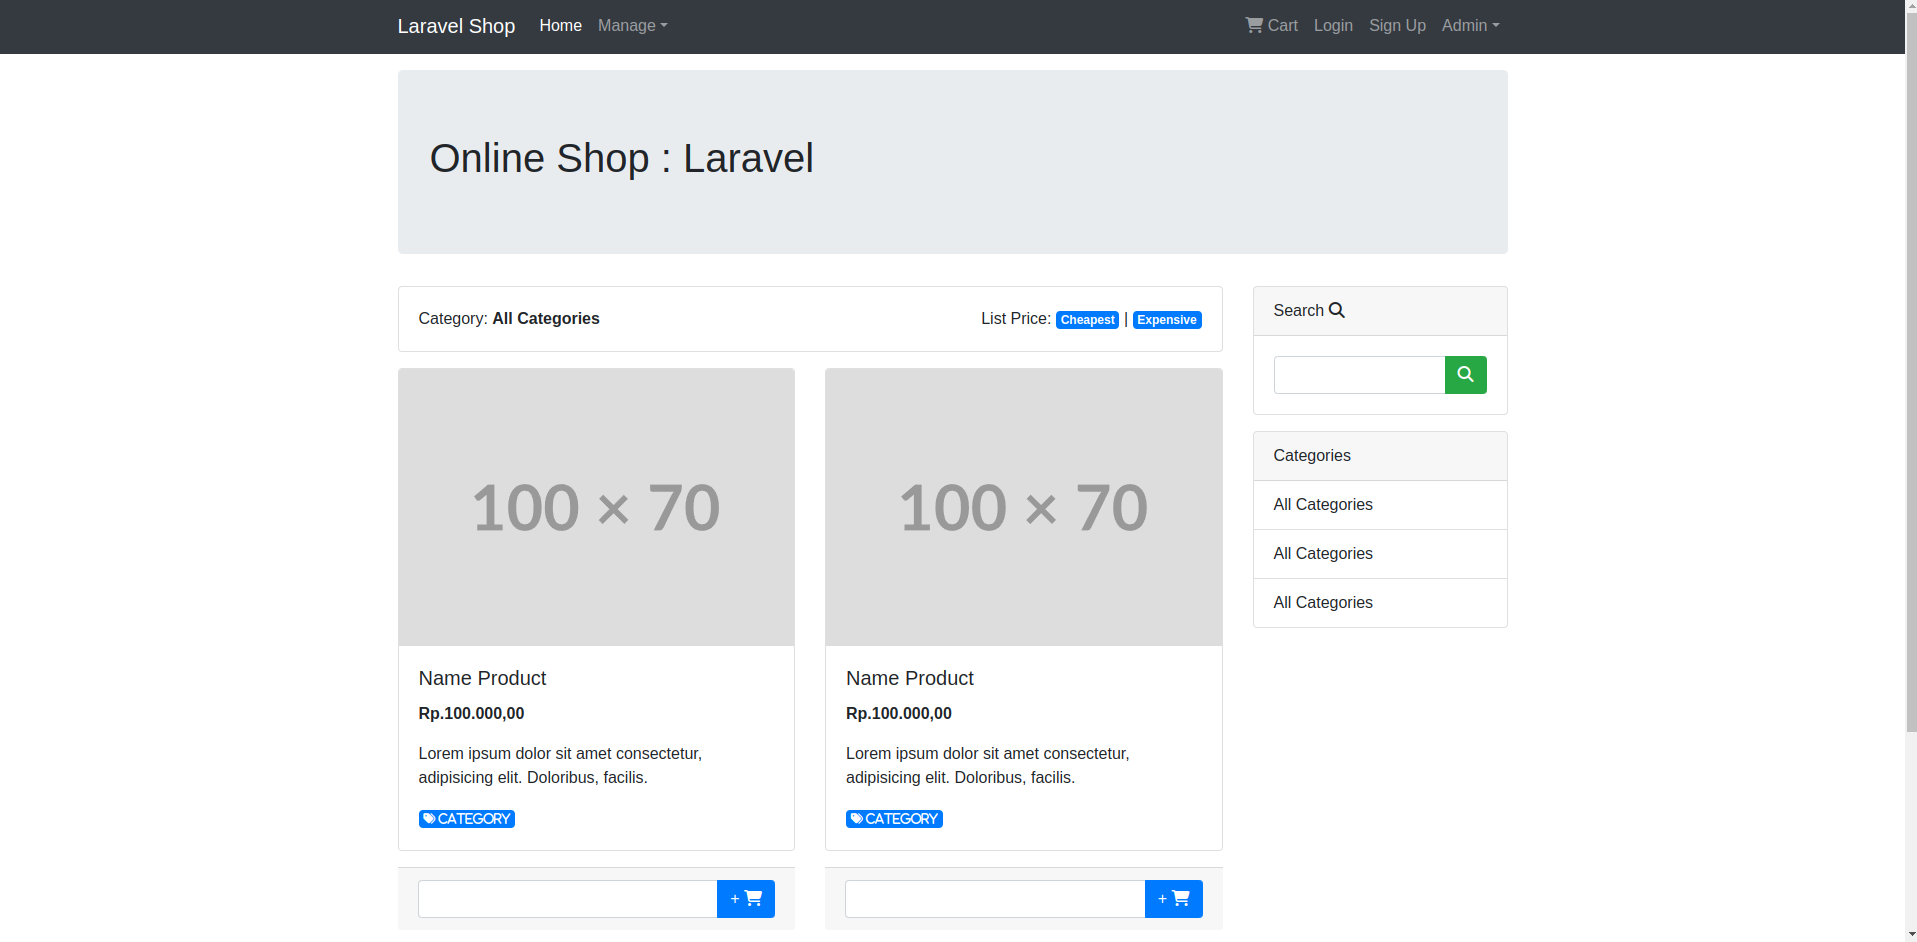 Laravel Shop Home Manage Cart Login Sign Up Admin
Online Shop : Laravel
Category: All Categories
List Price: Cheapest | Expensive
100 × 70
Name Product
Rp.100.000,00
Lorem ipsum dolor sit amet consectetur,
adipisicing elit. Doloribus, facilis.
CATEGORY
+
100 × 70
Name Product
Rp.100.000,00
Lorem ipsum dolor sit amet consectetur,
adipisicing elit. Doloribus, facilis.
CATEGORY
+
Search
Categories
All Categories
All Categories
All Categories